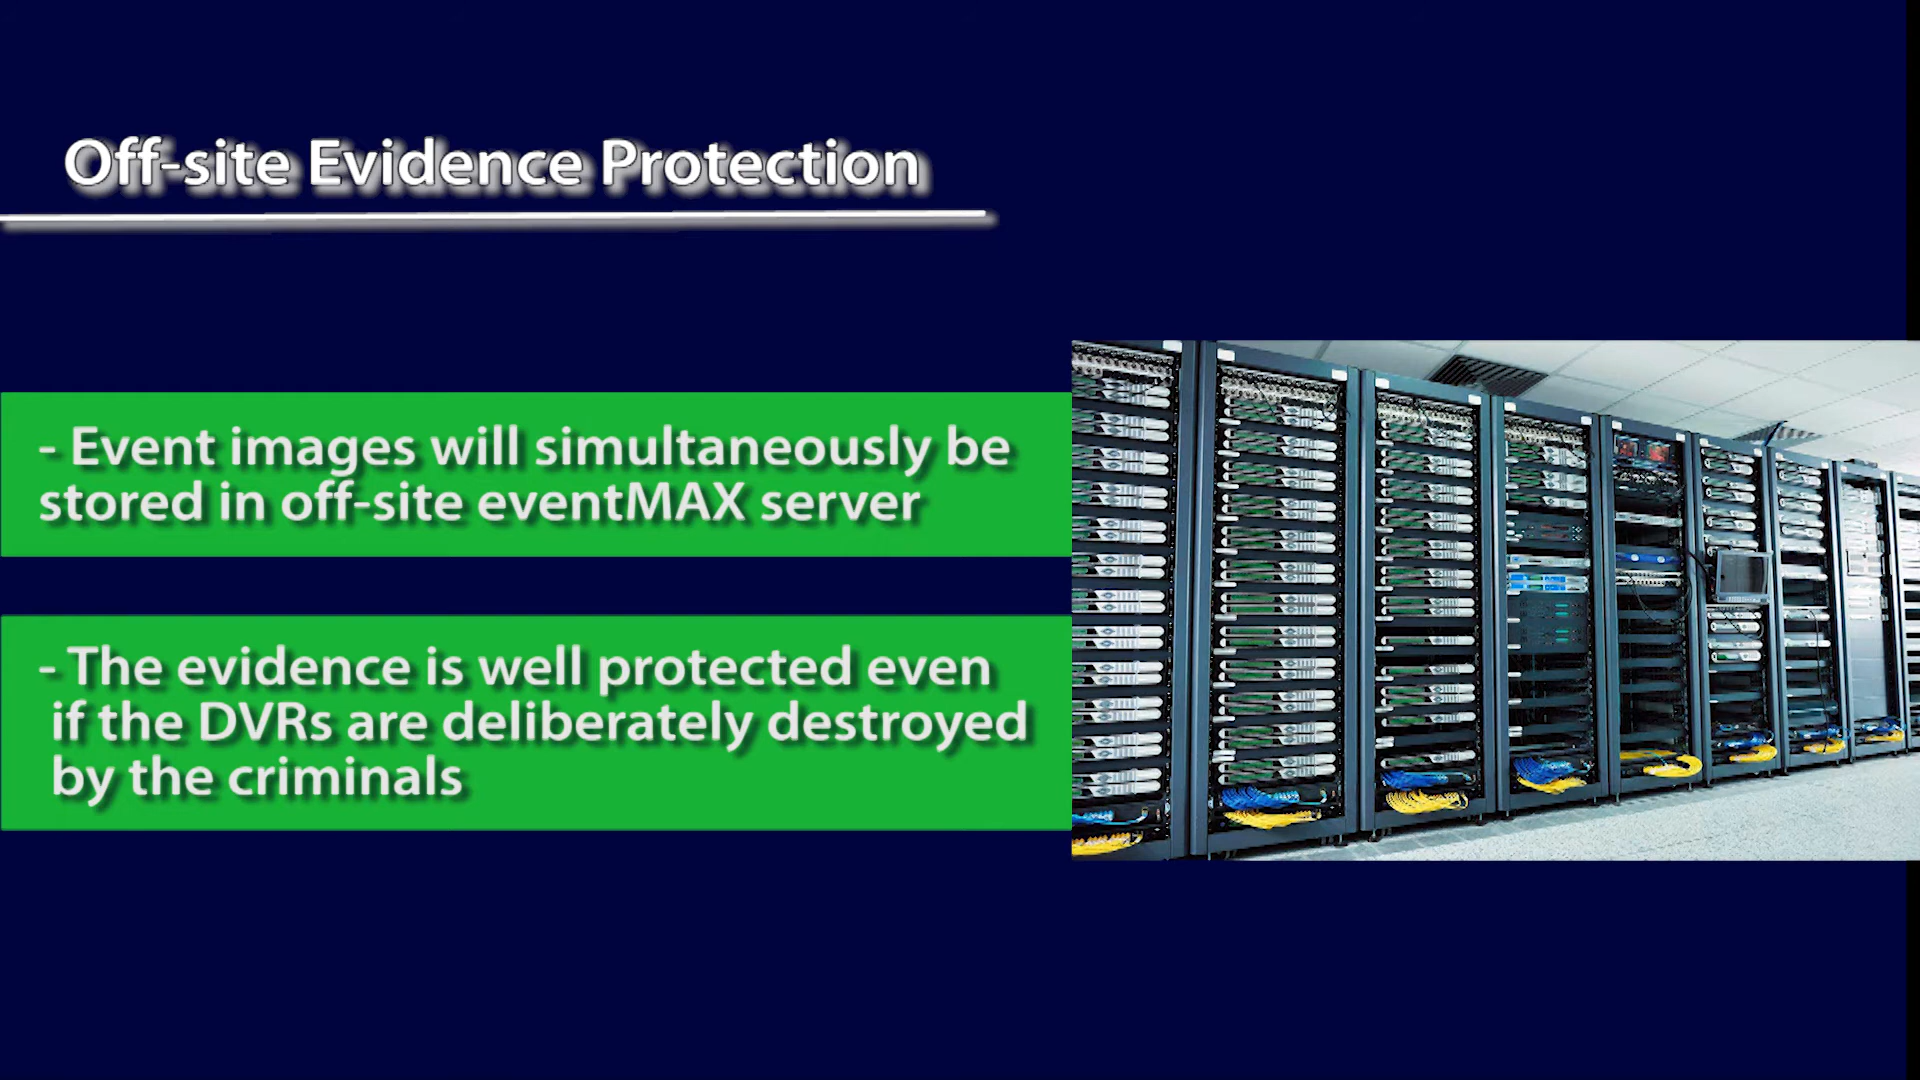 Off-site Evidence Protection
- Event images will simultaneously be
stored in off-site eventMAX server
- The evidence is well protected even
if the DVRs are deliberately destroyed
by the criminals